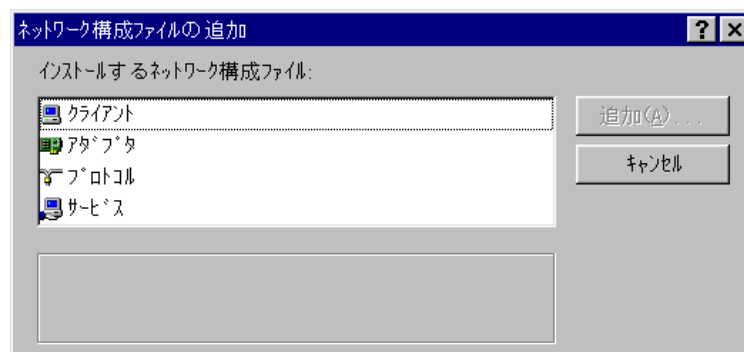 ネットワーク構成ファイルの追加
インストールするネットワーク構成ファイル:
クライアント
アダプタ
プロトコル
サービス
追加(A)...
キャンセル